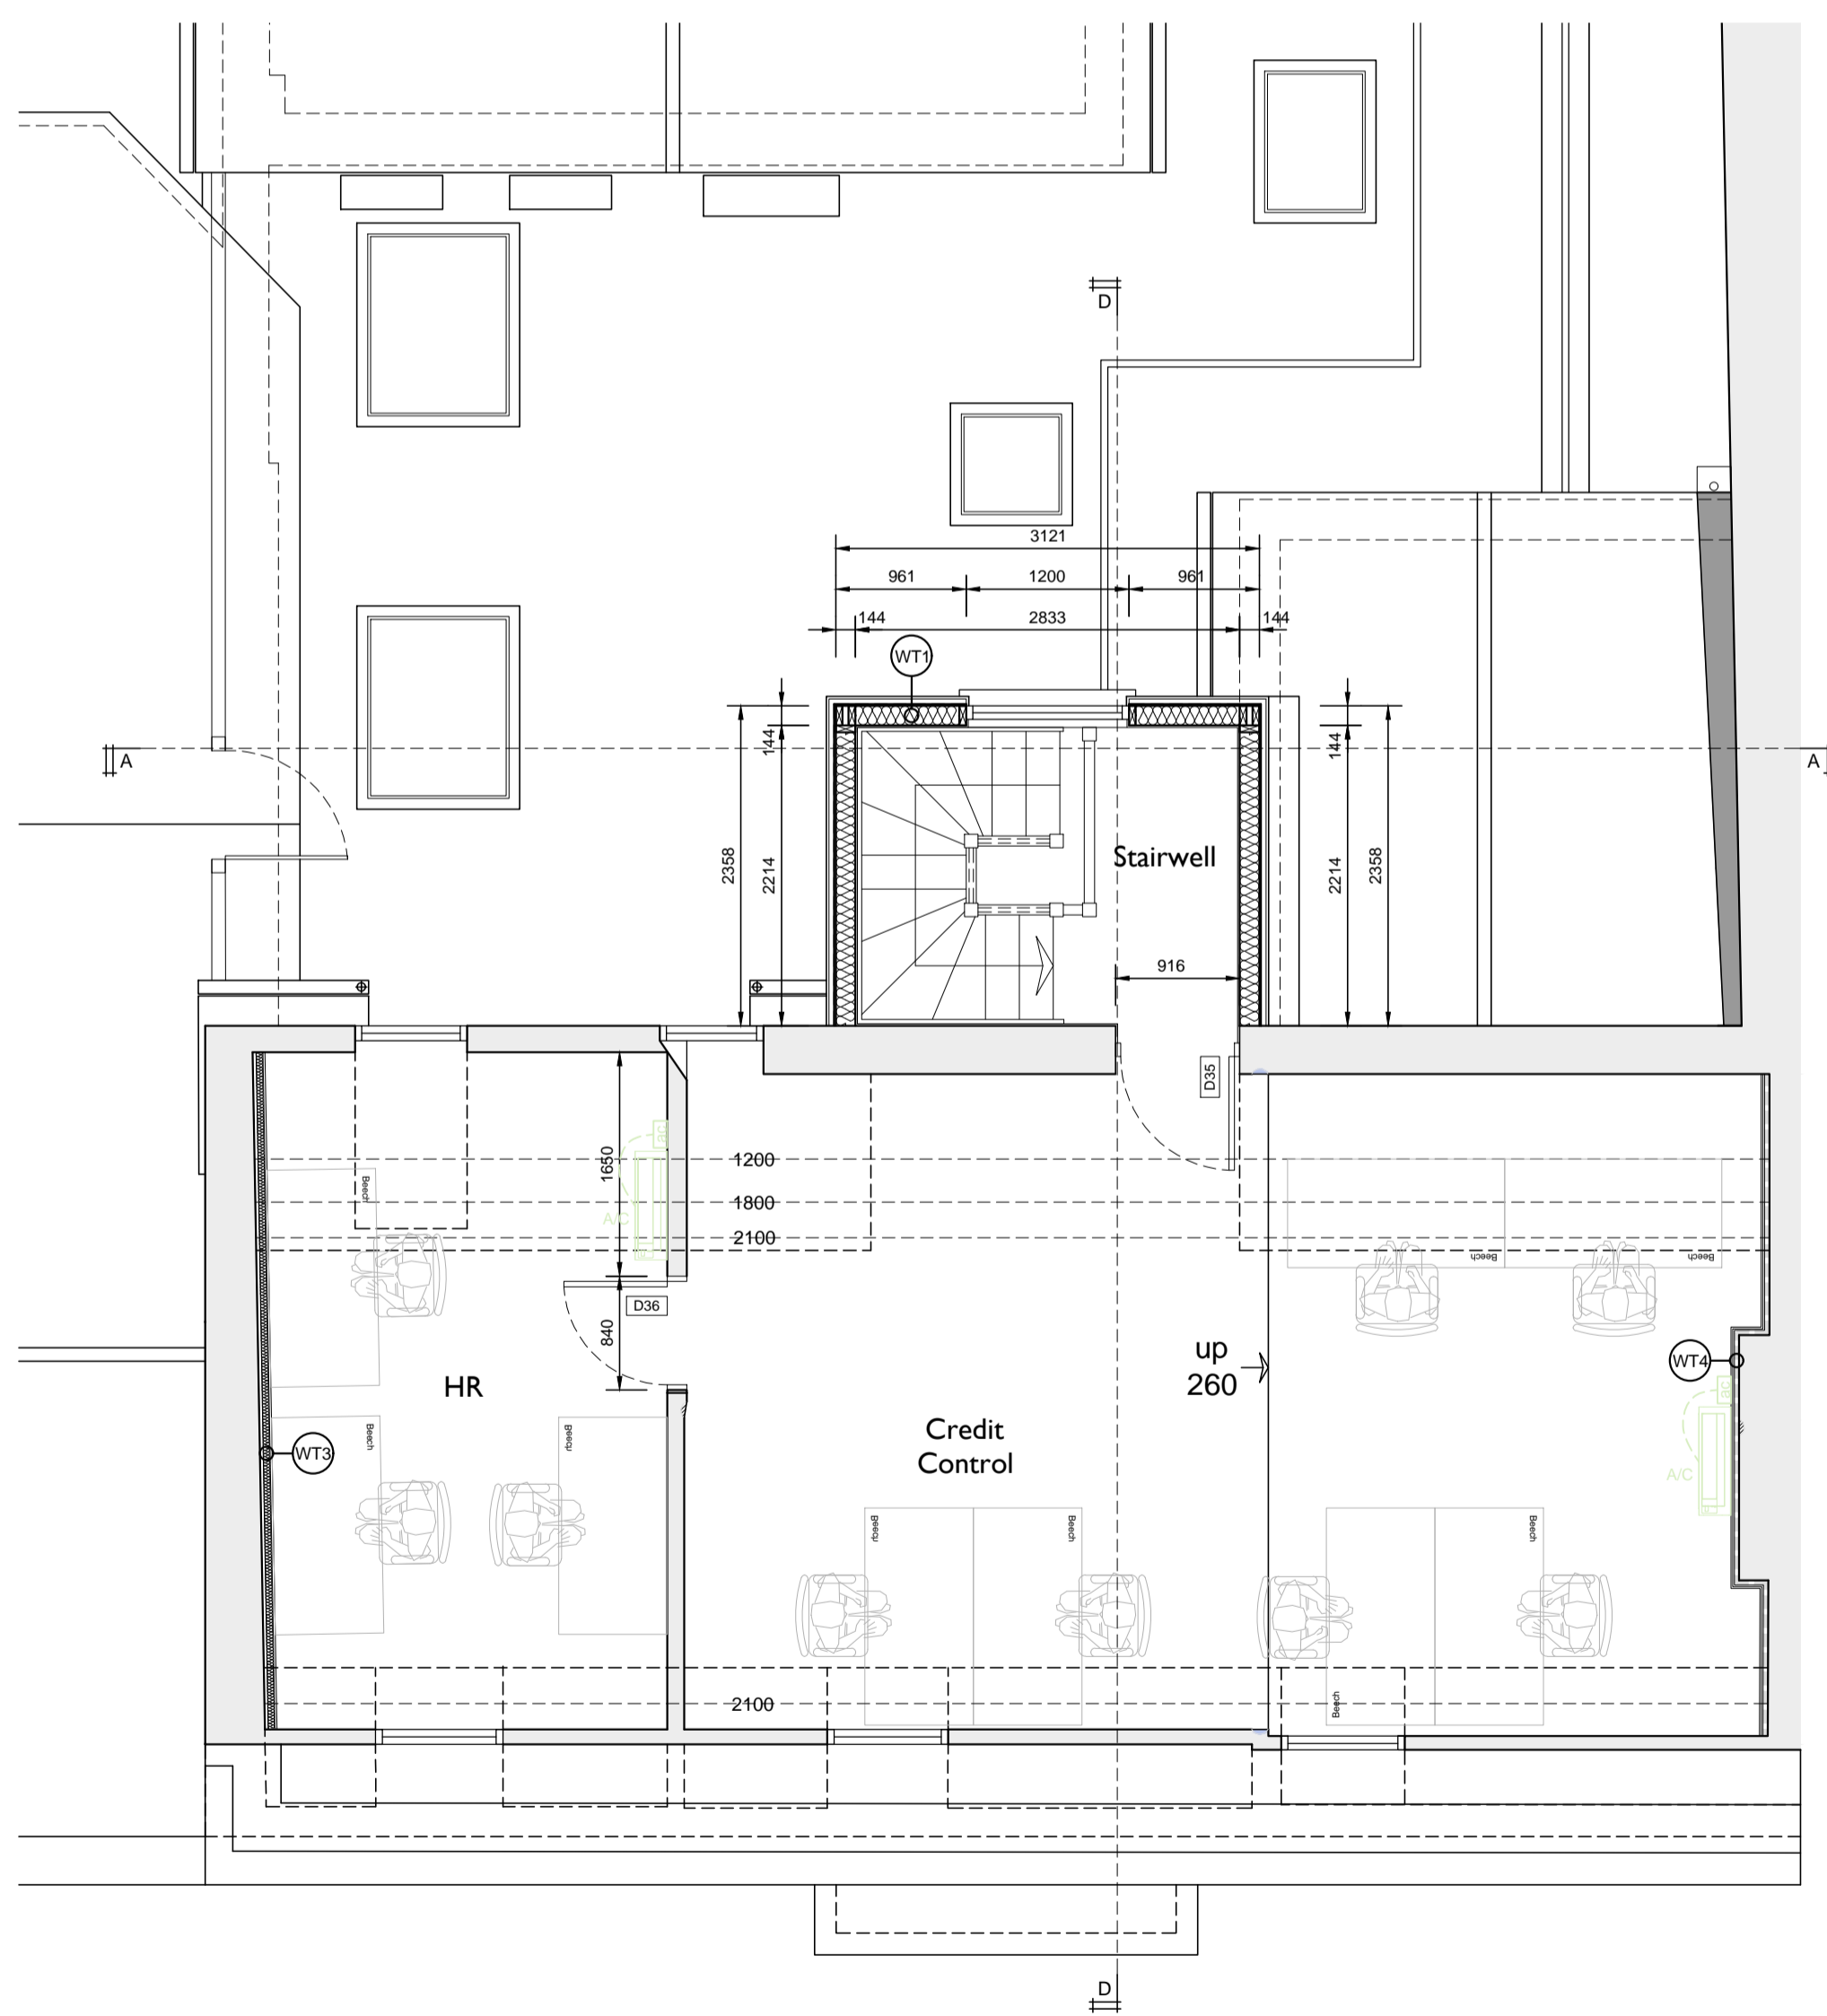 D
3121
961
1200
961
144
2833
144
WT1
A
A
144
2358
2214
144
2214
2358
Stairwell
916
D35
ac
A/C
1650
1200
1800
2100
Beech
Beech
Beech
D36
840
HR
up
260
WT4
ac
A/C
Credit
Control
WT3
Beech
Beech
Beech
Beech
Beech
Beech
2100
D